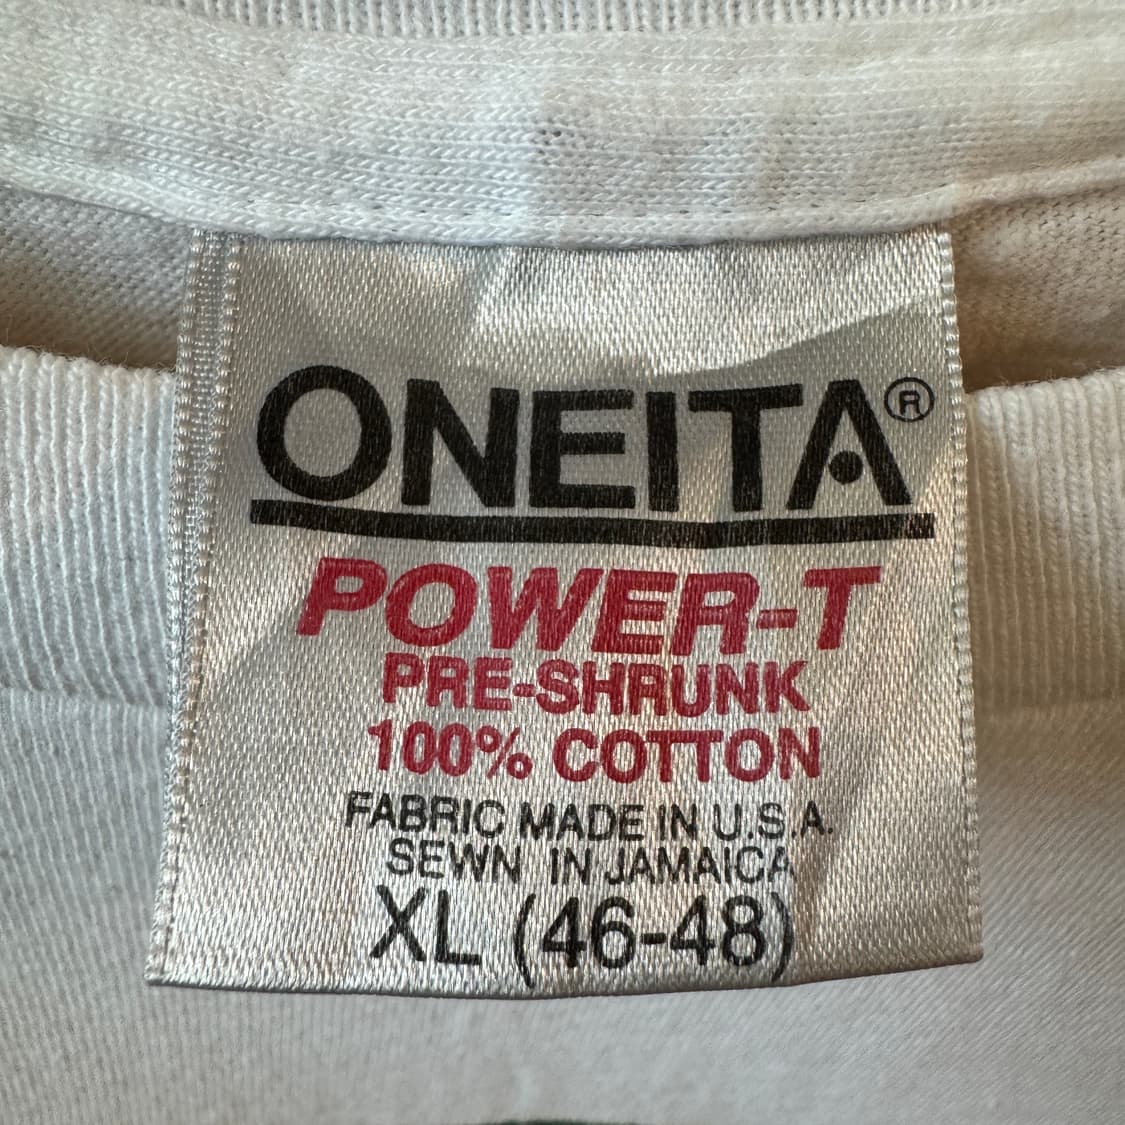 ONEITA®
POWER-T
PRE-SHRUNK
100% COTTON
FABRIC MADE IN U.S.A.
SEWN IN JAMAICA
XL (46-48)